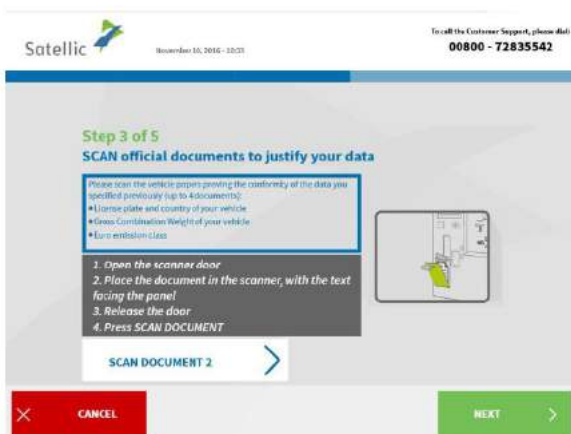 Satellic
November 10, 2016 - 10:33
To call the Customer Support, please dial:
00800 - 72835542
Step 3 of 5
SCAN official documents to justify your data
Please scan the vehicle papers proving the conformity of the data you
specified previously (up to 4 documents):
• License plate and country of your vehicle
• Gross Combination Weight of your vehicle
• Euro emission class
1. Open the scanner door
2. Place the document in the scanner, with the text
facing the panel
3. Release the door
4. Press SCAN DOCUMENT
SCAN DOCUMENT 2
CANCEL
NEXT